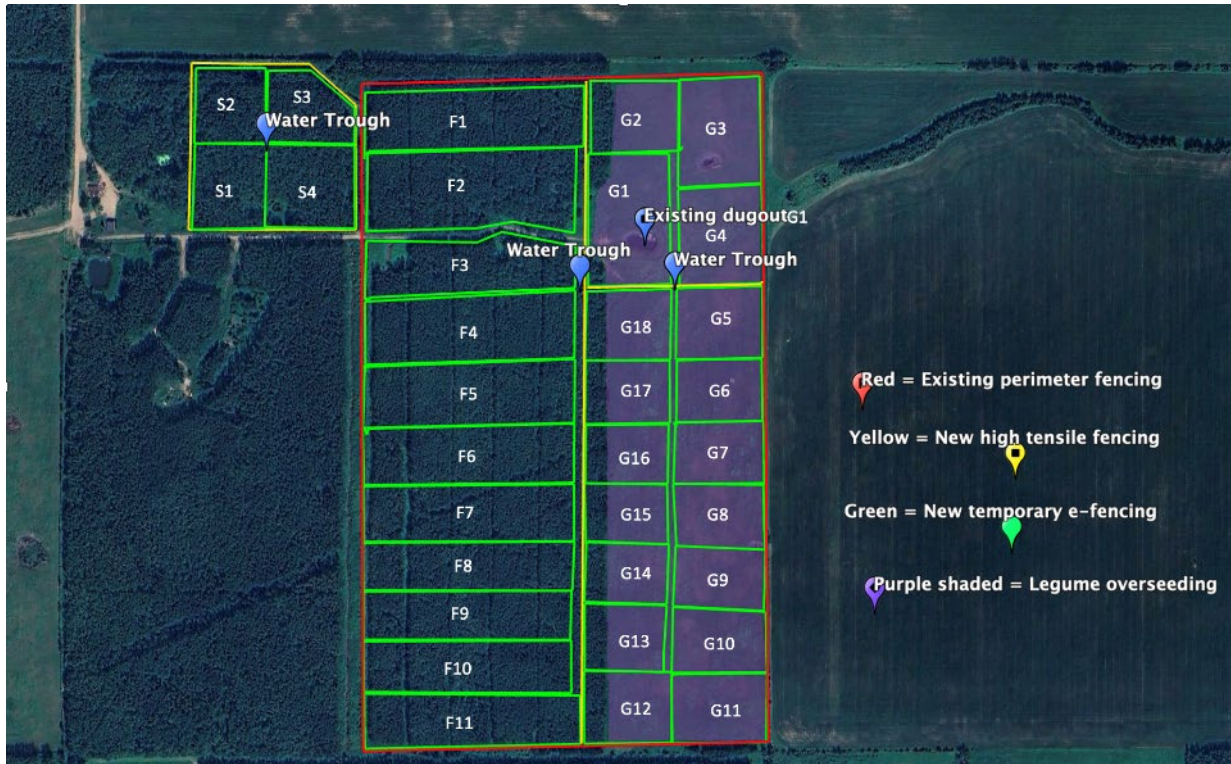 S2
S3
Water Trough
S1
S4
F1
F2
F3
F4
F5
F6
F7
F8
F9
F10
F11
G2
G3
G1
Existing dugout
G1
G4
Water Trough
Water Trough
G18
G5
G17
G6
G16
G7
G15
G8
G14
G9
G13
G10
G12
G11
Red = Existing perimeter fencing
Yellow = New high tensile fencing
Green = New temporary e-fencing
Purple shaded = Legume overseeding